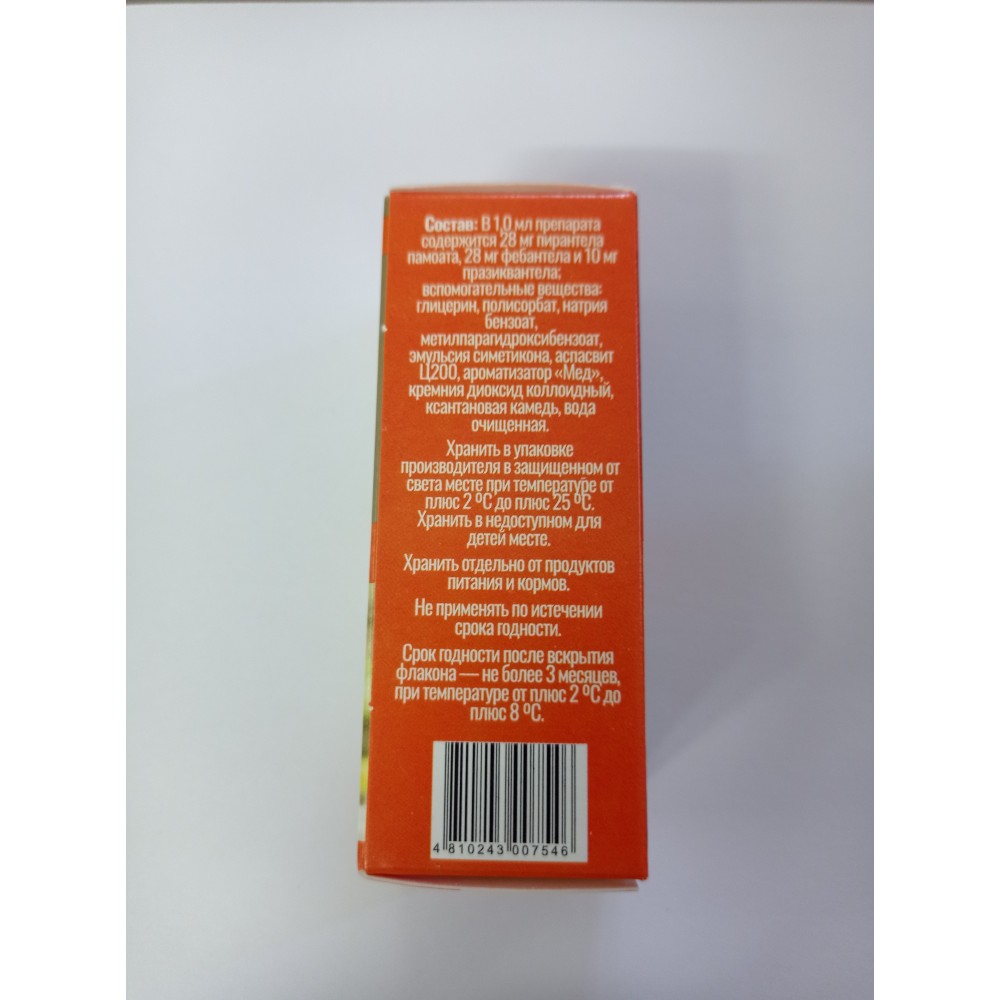 Состав: В 1,0 мл препарата
содержится 28 мг пирантела
памоата, 28 мг фебантела и 10 мг
празиквантела;
вспомогательные вещества:
глицерин, полисорбат, натрия
бензоат,
метилпарагидроксибензоат,
эмульсия симетикона, аспасвит
Ц200, ароматизатор «Мед»,
кремния диоксид коллоидный,
ксантановая камедь, вода
очищенная.
Хранить в упаковке
производителя в защищенном от
света месте при температуре от
плюс 2 ºС до плюс 25 ºС.
Хранить в недоступном для
детей месте.
Хранить отдельно от продуктов
питания и кормов.
Не применять по истечении
срока годности.
Срок годности после вскрытия
флакона — не более 3 месяцев,
при температуре от плюс 2 ºС до
плюс 8 ºС.
4 810243 007546